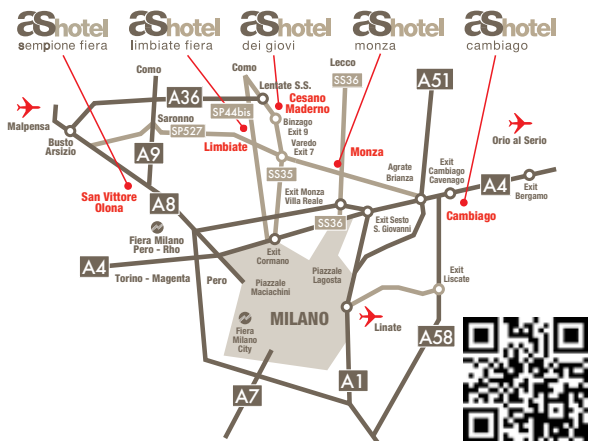 aShotel
sempione fiera
aShotel
limbiate fiera
aShotel
dei giovi
aShotel
monza
aShotel
cambiago
Como
Como
Lecco
SS36
A51
Lentate S.S.
A36
Cesano
Maderno
SP44bis
Malpensa
Saronno
SP527
Binzago
Exit 9
Orio al Serio
Busto
Arsizio
A9
Limbiate
Varedo
Exit 7
Monza
Agrate
Brianza
Exit
Cambiago
Cavenago
A4
SS35
Exit
Bergamo
San Vittore
Olona
A8
Exit Monza
Villa Reale
Cambiago
Fiera Milano
Pero - Rho
SS36
Exit Sesto
S. Giovanni
Exit
Cormano
A4
Torino - Magenta
Pero
Piazzale
Maciachini
Piazzale
Lagosta
Exit
Liscate
MILANO
Fiera
Milano
City
Linate
A58
A1
A7